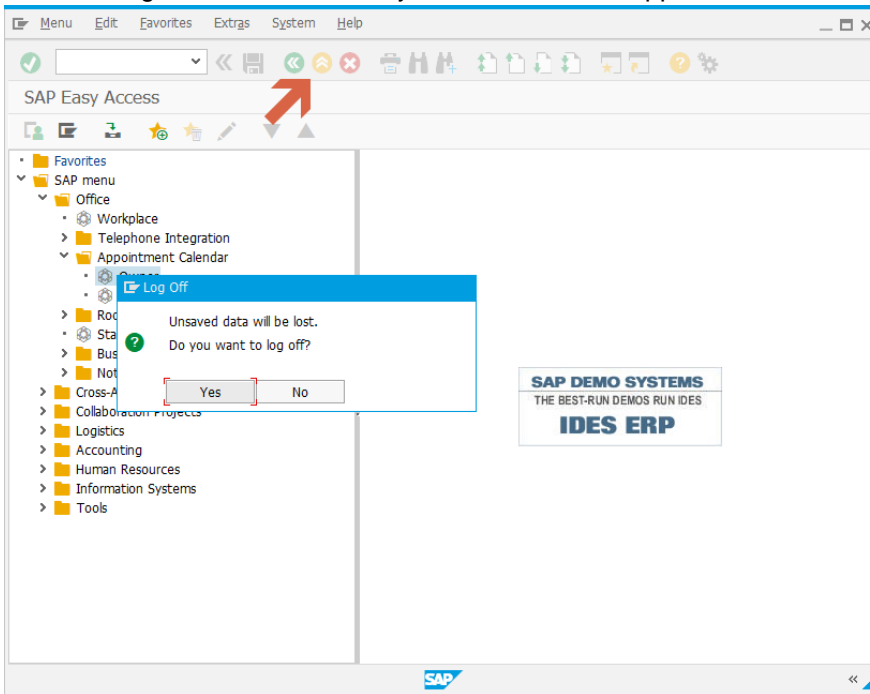 Menu Edit Favorites Extras System Help
SAP Easy Access
Favorites
SAP menu
Office
Workplace
Telephone Integration
Appointment Calendar
Log Off
Unsaved data will be lost.
Do you want to log off?
Yes No
Cross-A
Collaboration Projects
Logistics
Accounting
Human Resources
Information Systems
Tools
SAP DEMO SYSTEMS
THE BEST-RUN DEMOS RUN IDES
IDES ERP
SAP